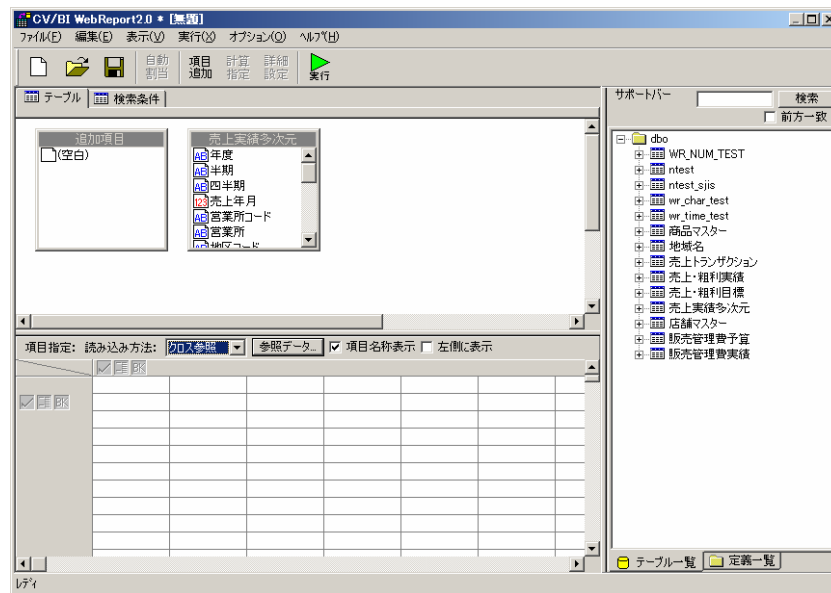 CV/BI WebReport2.0 * [無題]
ファイル(F) 編集(E) 表示(V) 実行(X) オプション(O) ヘルプ(H)
自動割当 項目追加 計算指定 詳細設定 実行
テーブル 検索条件
追加項目
(空白)
売上実績多次元
年度
半期
四半期
売上年月
営業所コード
営業所
地区コード
項目指定: 読み込み方法: クロス参照 参照データ... 項目名称表示 左側に表示
サポートバー 検索
前方一致
dbo
WR_NUM_TEST
ntest
ntest_sjis
wr_char_test
wr_time_test
商品マスター
地域名
売上トランザクション
売上・粗利実績
売上・粗利目標
売上実績多次元
店舗マスター
販売管理費予算
販売管理費実績
テーブル一覧 定義一覧
レディ